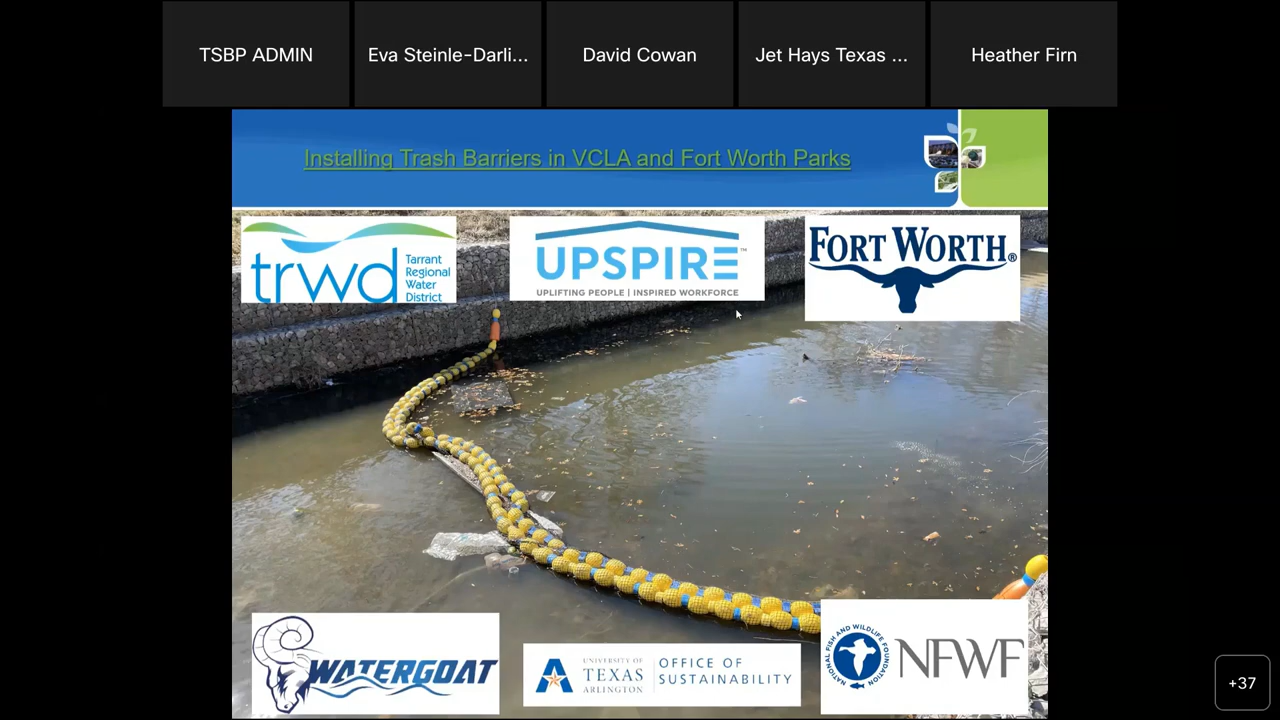 TSBP ADMIN
Eva Steinle-Darli...
David Cowan
Jet Hays Texas ...
Heather Firn
Installing Trash Barriers in VCLA and Fort Worth Parks
trwd
Tarrant
Regional
Water
District
UPSPIRE™
UPLIFTING PEOPLE | INSPIRED WORKFORCE
FORT WORTH®
WATERGOAT
UNIVERSITY OF
TEXAS
ARLINGTON
OFFICE OF
SUSTAINABILITY
NATIONAL FISH AND WILDLIFE FOUNDATION
NFWF
+37